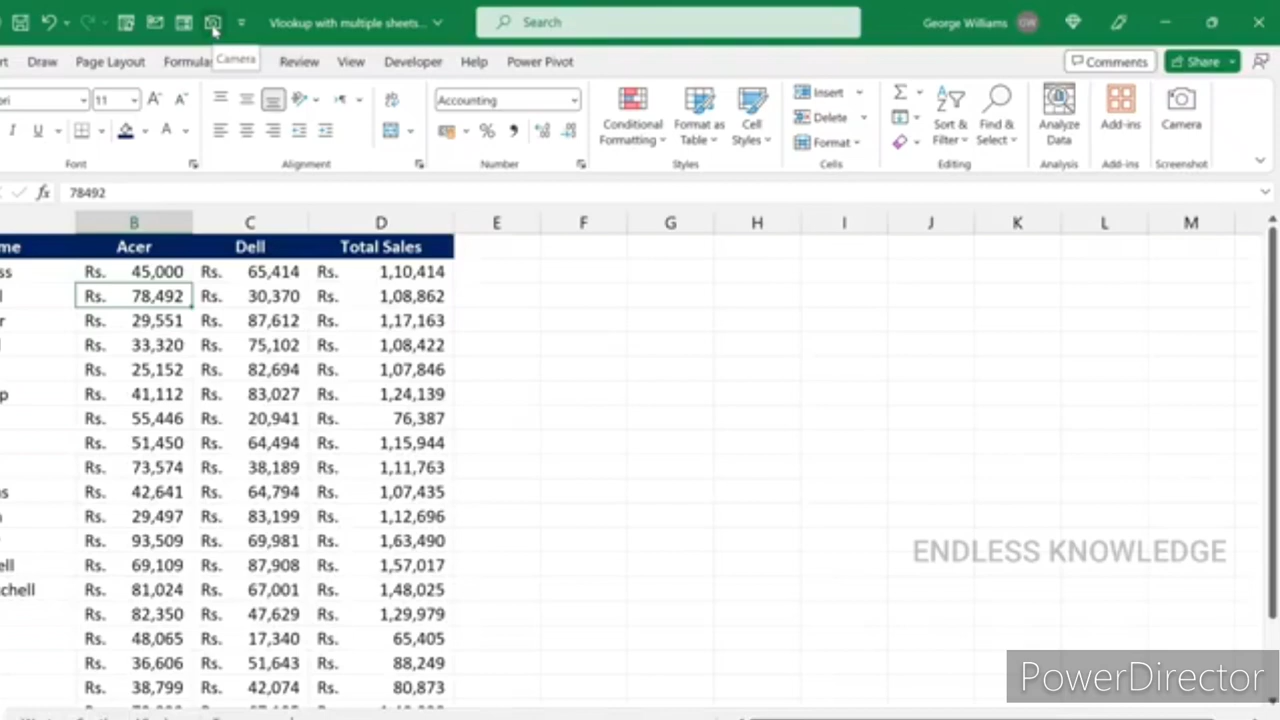 Vlookup with multiple sheets...
Search
George Williams
GW
Draw Page Layout Formula Camera Review View Developer Help Power Pivot
Comments
Share
11
Accounting
Insert
Delete
Format
Conditional Formatting
Format as Table
Cell Styles
Sort & Filter
Find & Select
Analyze Data
Add-ins
Camera
Font Alignment Number Styles Cells Editing Analysis Add-ins Screenshot
fx 78492
B C D E F G H I J K L M
me Acer Dell Total Sales
ss Rs. 45,000 Rs. 65,414 Rs. 1,10,414
l Rs. 78,492 Rs. 30,370 Rs. 1,08,862
r Rs. 29,551 Rs. 87,612 Rs. 1,17,163
Rs. 33,320 Rs. 75,102 Rs. 1,08,422
Rs. 25,152 Rs. 82,694 Rs. 1,07,846
p Rs. 41,112 Rs. 83,027 Rs. 1,24,139
Rs. 55,446 Rs. 20,941 Rs. 76,387
Rs. 51,450 Rs. 64,494 Rs. 1,15,944
Rs. 73,574 Rs. 38,189 Rs. 1,11,763
s Rs. 42,641 Rs. 64,794 Rs. 1,07,435
Rs. 29,497 Rs. 83,199 Rs. 1,12,696
Rs. 93,509 Rs. 69,981 Rs. 1,63,490
ell Rs. 69,109 Rs. 87,908 Rs. 1,57,017
chell Rs. 81,024 Rs. 67,001 Rs. 1,48,025
Rs. 82,350 Rs. 47,629 Rs. 1,29,979
Rs. 48,065 Rs. 17,340 Rs. 65,405
Rs. 36,606 Rs. 51,643 Rs. 88,249
Rs. 38,799 Rs. 42,074 Rs. 80,873
ENDLESS KNOWLEDGE
PowerDirector